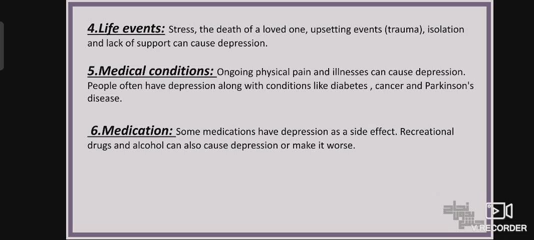 4.Life events: Stress, the death of a loved one, upsetting events (trauma), isolation
and lack of support can cause depression.
5.Medical conditions: Ongoing physical pain and illnesses can cause depression.
People often have depression along with conditions like diabetes , cancer and Parkinson's
disease.
6.Medication: Some medications have depression as a side effect. Recreational
drugs and alcohol can also cause depression or make it worse.
RECORDER